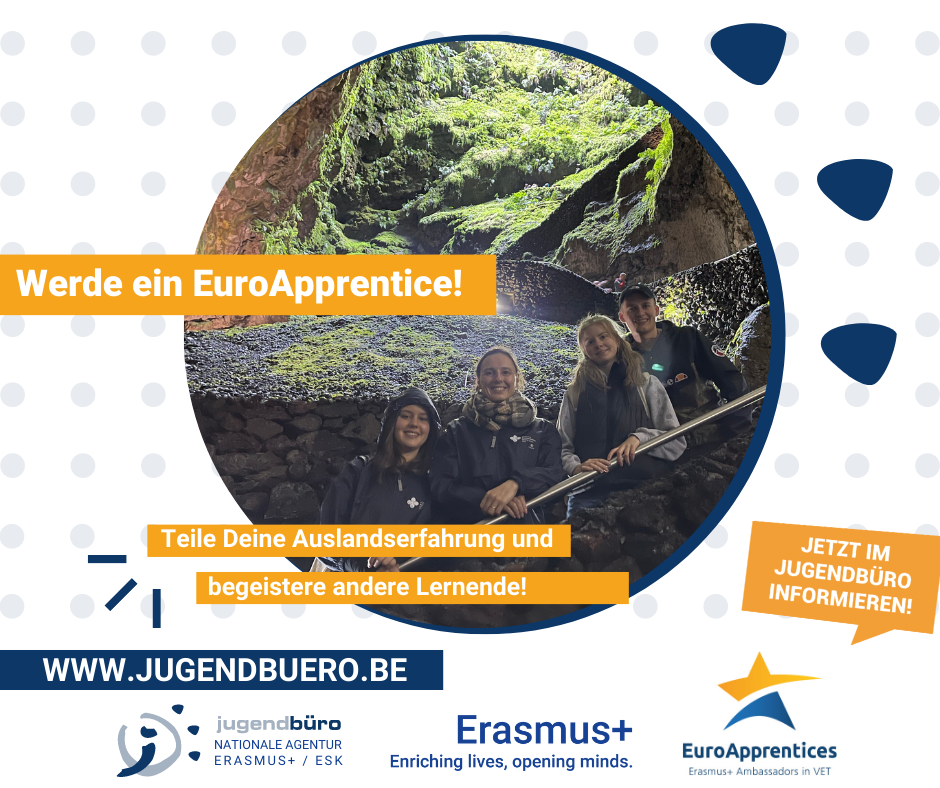 Werde ein EuroApprentice!
Teile Deine Auslandserfahrung und
begeistere andere Lernende!
JETZT IM
JUGENDBÜRO
INFORMIEREN!
WWW.JUGENDBUERO.BE
jugendbüro
NATIONALE AGENTUR
ERASMUS+ / ESK
Erasmus+
Enriching lives, opening minds.
EuroApprentices
Erasmus+ Ambassadors in VET